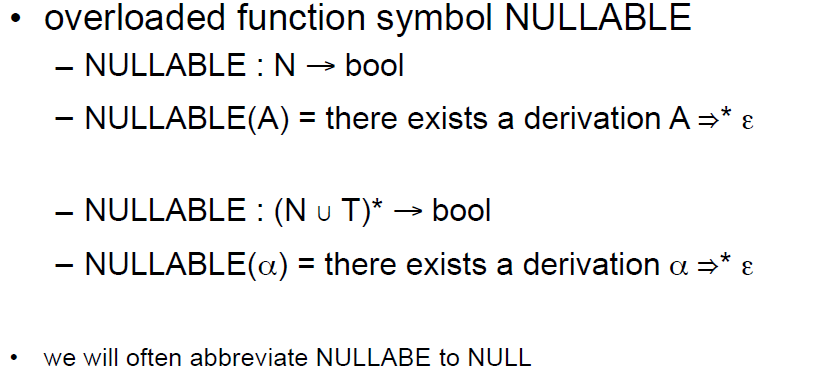 • overloaded function symbol NULLABLE
– NULLABLE : N → bool
– NULLABLE(A) = there exists a derivation A ⇒* ε
– NULLABLE : (N ∪ T)* → bool
– NULLABLE(α) = there exists a derivation α ⇒* ε
• we will often abbreviate NULLABE to NULL